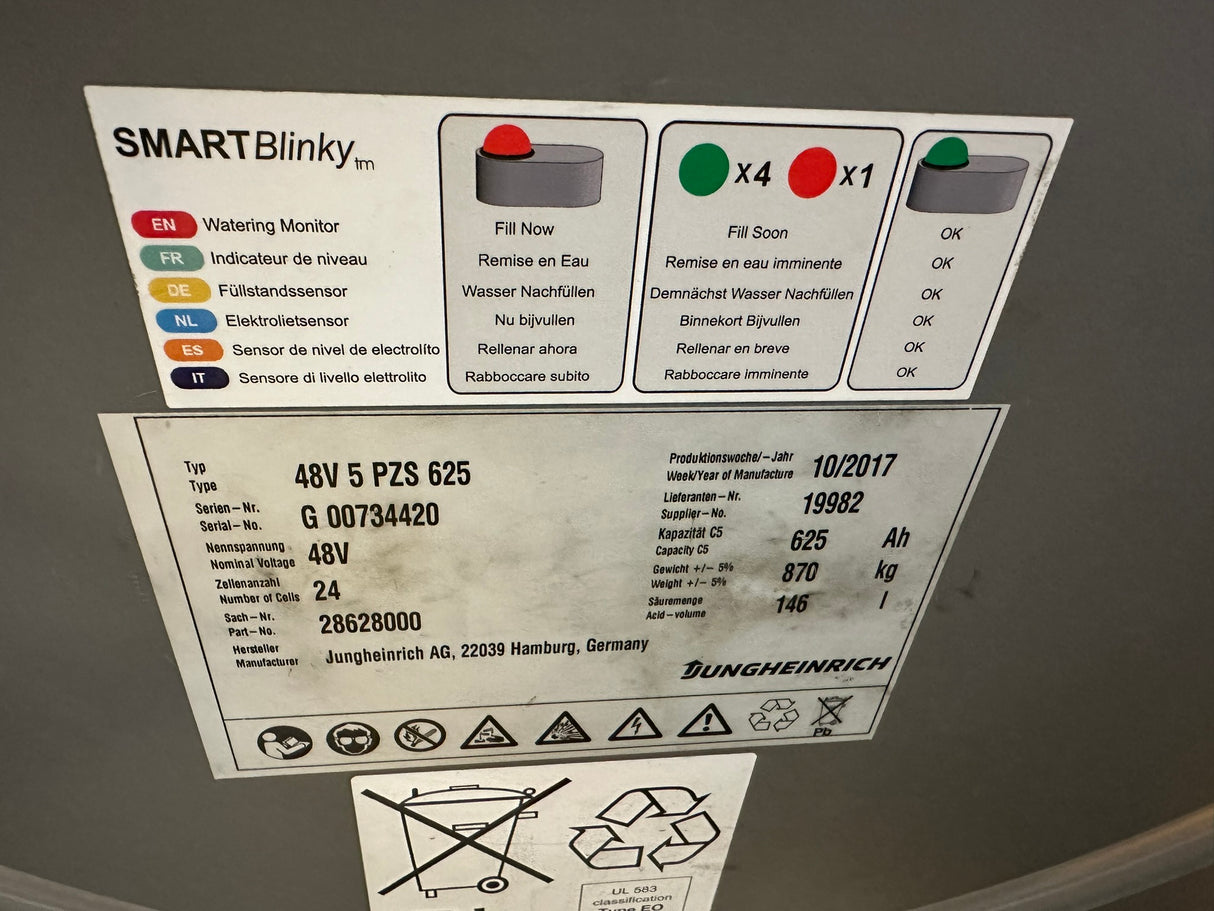 SMARTBlinky tm
EN Watering Monitor
FR Indicateur de niveau
DE Füllstandssensor
NL Elektrolietsensor
ES Sensor de nivel de electrolíto
IT Sensore di livello elettrolito
Fill Now
Remise en Eau
Wasser Nachfüllen
Nu bijvullen
Rellenar ahora
Rabboccare subito
X4 X1
Fill Soon
Remise en eau imminente
Demnächst Wasser Nachfüllen
Binnekort Bijvullen
Rellenar en breve
Rabboccare imminente
OK
OK
OK
OK
OK
OK
Typ
Type
48V 5 PZS 625
Serien-Nr.
Serial-No.
G 00734420
Nennspannung
Nominal Voltage
48V
Zellenanzahl
Number of Cells
24
Sach-Nr.
Part-No.
28628000
Hersteller
Manufacturer
Jungheinrich AG, 22039 Hamburg, Germany
Produktionswoche/-Jahr
Week/Year of Manufacture
10/2017
Lieferanten-Nr.
Supplier-No.
19982
Kapazität C5
Capacity C5
625 Ah
Gewicht +/- 5%
Weight +/- 5%
870 kg
Säuremenge
Acid-volume
146 l
JUNGHEINRICH
Pb
UL 583
classification
Type EO